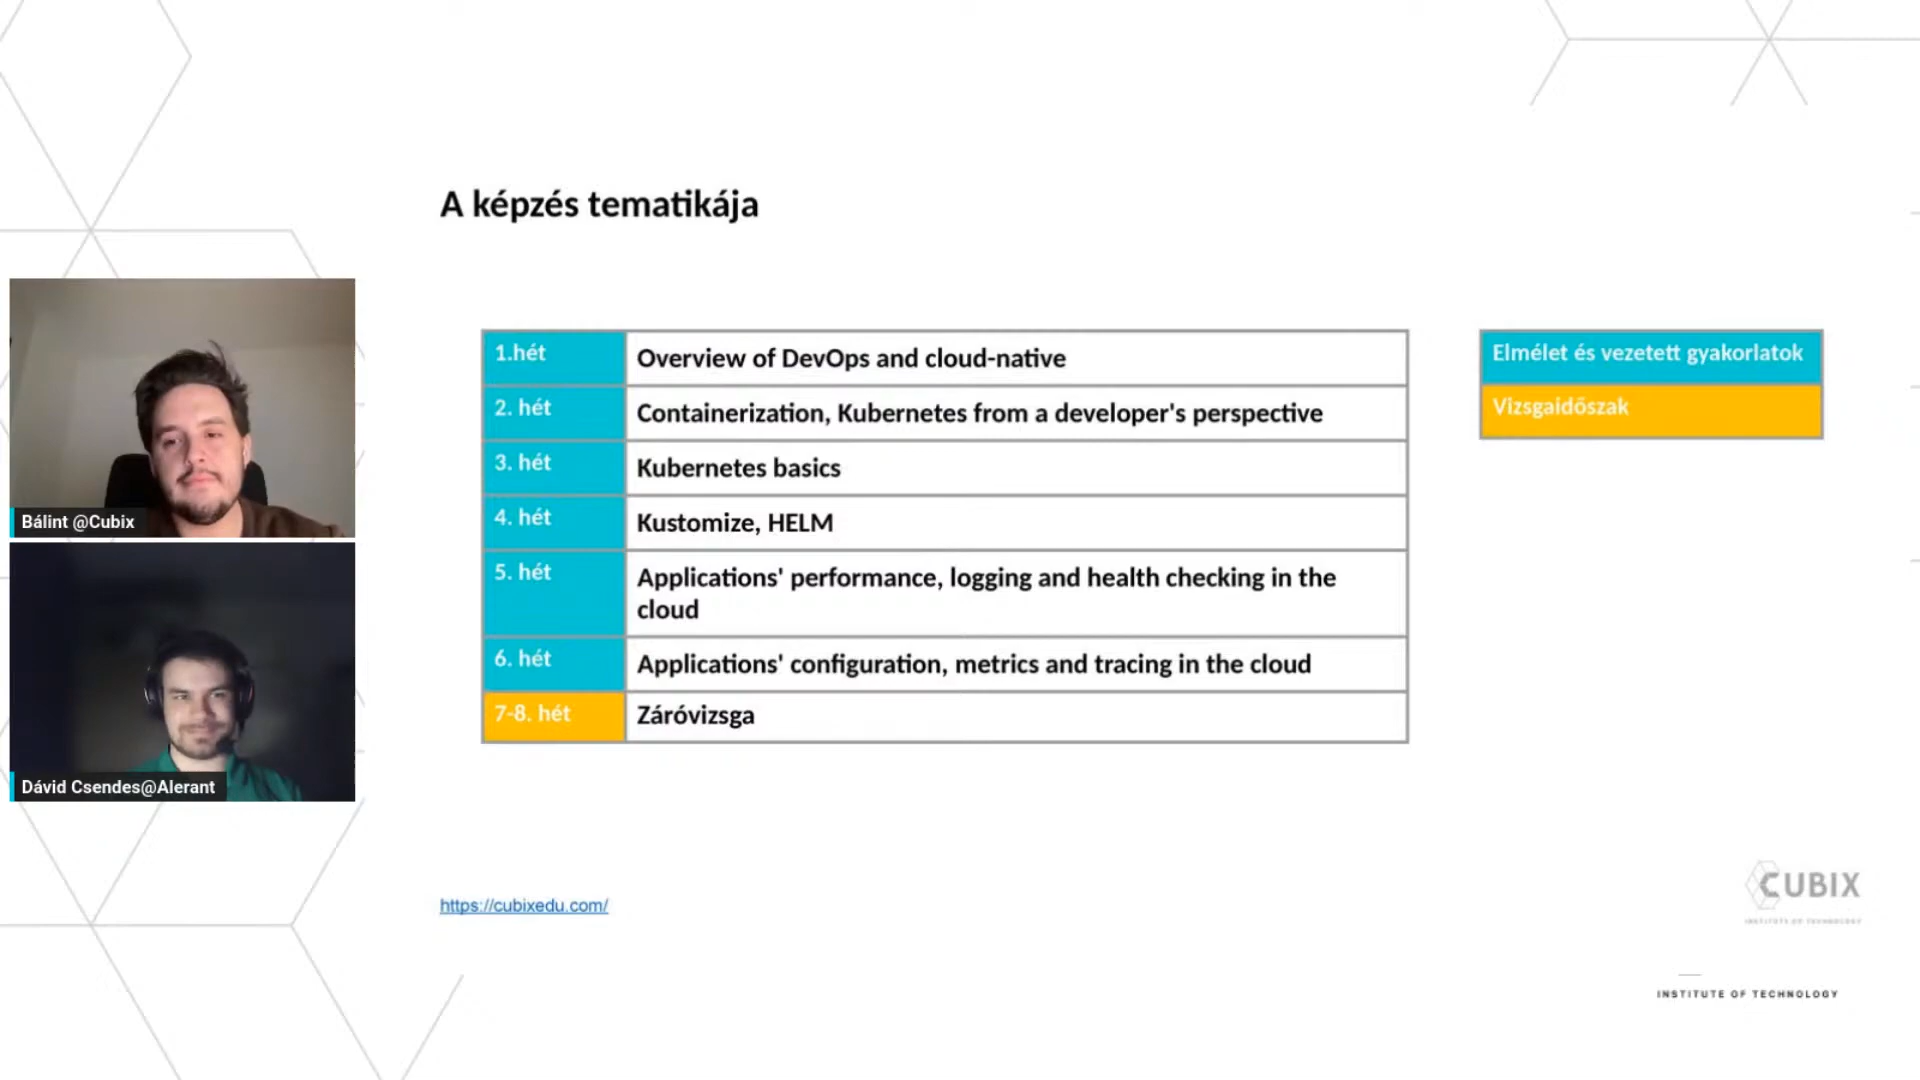 A képzés tematikája
1.hét Overview of DevOps and cloud-native
2. hét Containerization, Kubernetes from a developer's perspective
3. hét Kubernetes basics
4. hét Kustomize, HELM
5. hét Applications' performance, logging and health checking in the
cloud
6. hét Applications' configuration, metrics and tracing in the cloud
7-8. hét Záróvizsga
Elmélet és vezetett gyakorlatok
Vizsgaidőszak
Bálint @Cubix
Dávid Csendes@Alerant
https://cubixedu.com/
CUBIX
INSTITUTE OF TECHNOLOGY
INSTITUTE OF TECHNOLOGY